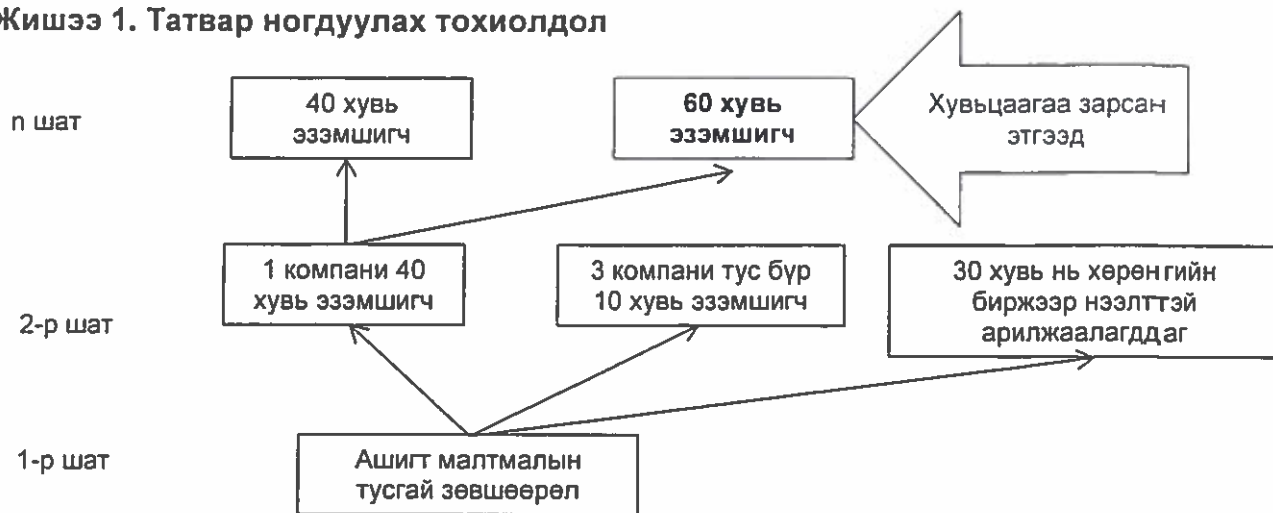 Жишээ 1. Татвар ногдуулах тохиолдол
n шат
40 хувь
эзэмшигч
60 хувь
эзэмшигч
Хувьцаагаа зарсан
этгээд
2-р шат
1 компани 40
хувь эзэмшигч
3 компани тус бүр
10 хувь эзэмшигч
30 хувь нь хөрөнгийн
биржээр нээлттэй
арилжаалагддаг
1-р шат
Ашигт малтмалын
тусгай зөвшөөрөл